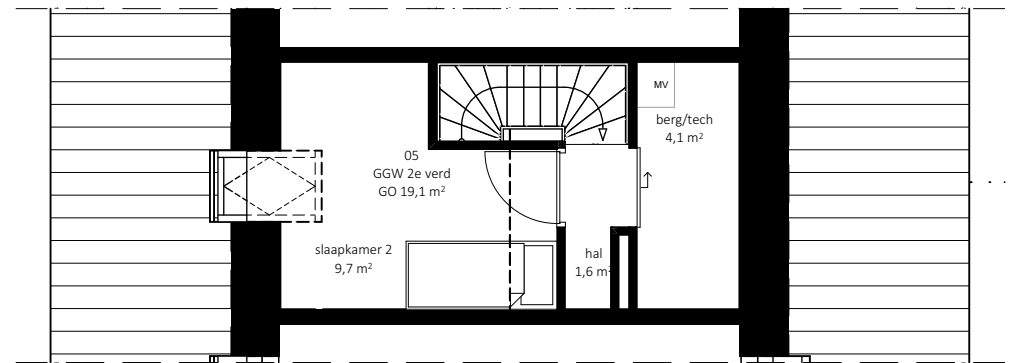 MV
berg/tech
4,1 m²
05
GGW 2e verd
GO 19,1 m²
slaapkamer 2
9,7 m²
hal
1,6 m²